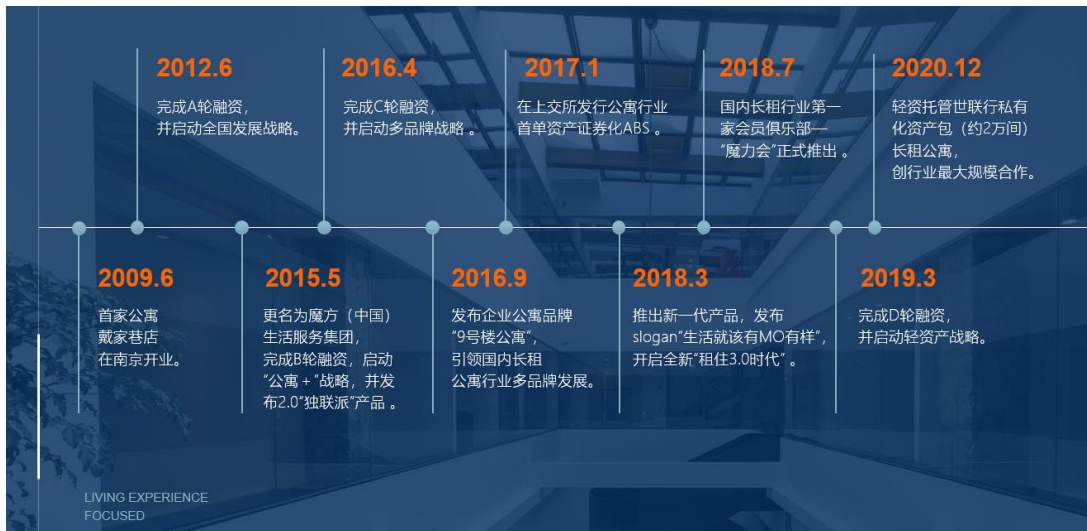 2012.6
完成A轮融资，
并启动全国发展战略。
2016.4
完成C轮融资，
并启动多品牌战略 。
2017.1
在上交所发行公寓行业
首单资产证券化ABS 。
2018.7
国内长租行业第一
家会员俱乐部—
“魔力会”正式推出 。
2020.12
轻资托管世联行私有
化资产包（约2万间）
长租公寓，
创行业最大规模合作。
2009.6
首家公寓
戴家巷店
在南京开业。
2015.5
更名为魔方（中国）
生活服务集团，
完成B轮融资，启动
“公寓＋”战略，并发
布2.0“独联派”产品 。
2016.9
发布企业公寓品牌
“9号楼公寓”，
引领国内长租
公寓行业多品牌发展。
2018.3
推出新一代产品，发布
slogan“生活就该有MO有样”，
开启全新“租住3.0时代” 。
2019.3
完成D轮融资，
并启动轻资产战略。
LIVING EXPERIENCE
FOCUSED